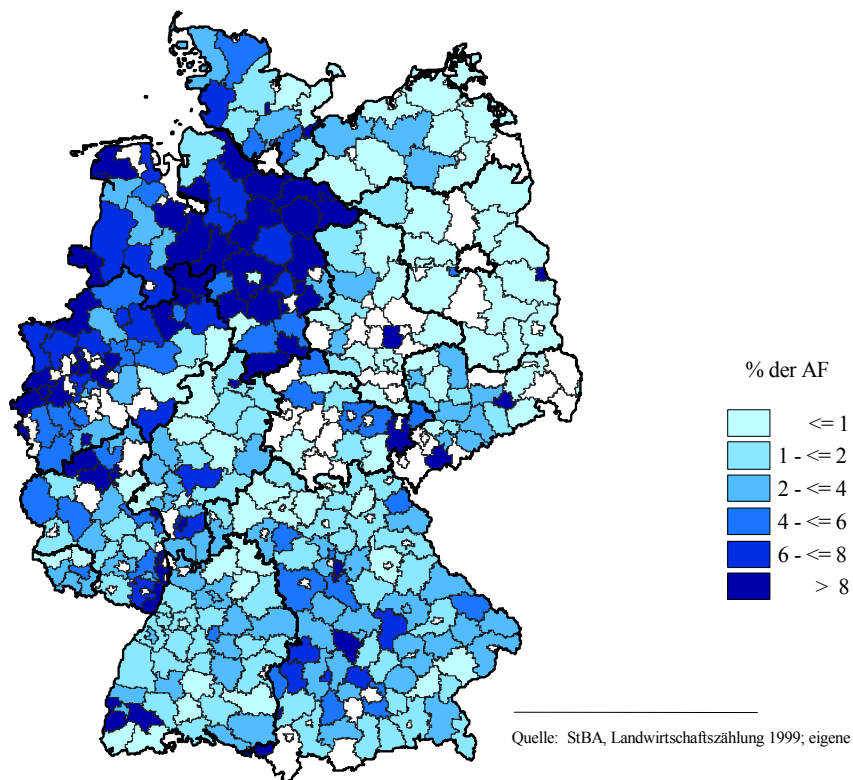 % der AF
<= 1
1 - <= 2
2 - <= 4
4 - <= 6
6 - <= 8
> 8
Quelle: StBA, Landwirtschaftszählung 1999; eigene